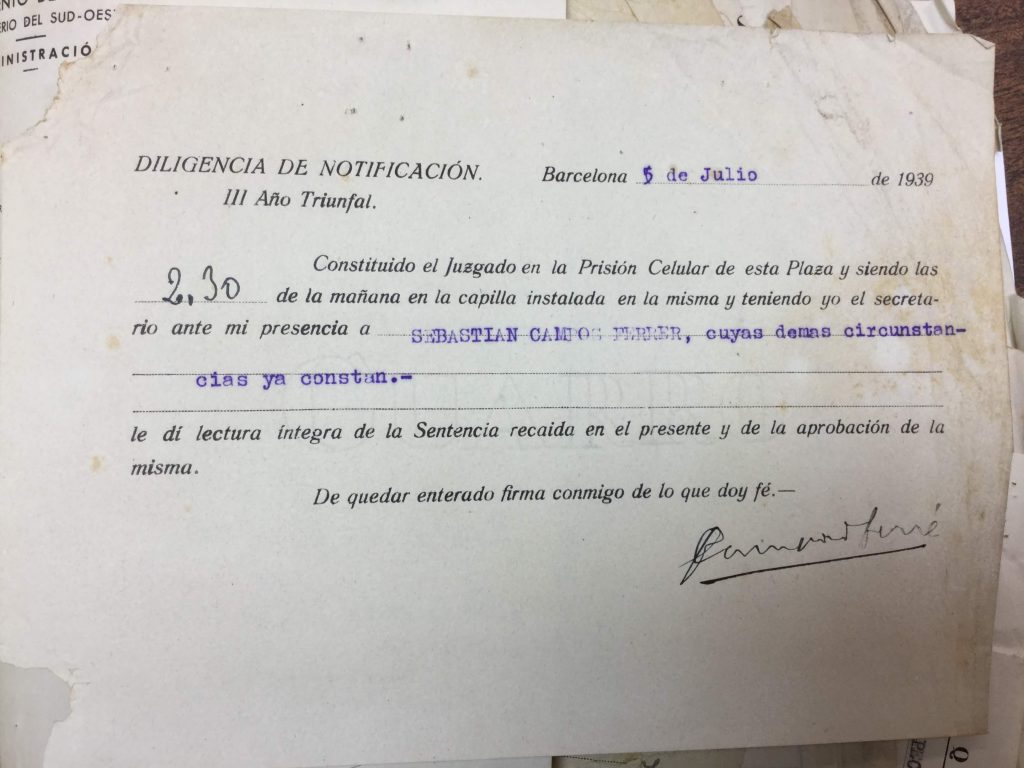 ERIO DEL SUD-OES
INISTRACIÓ
DILIGENCIA DE NOTIFICACIÓN.
Barcelona 5 de Julio de 1939
III Año Triunfal.
Constituido el Juzgado en la Prisión Celular de esta Plaza y siendo las
2,30 de la mañana en la capilla instalada en la misma y teniendo yo el secreta-
rio ante mi presencia a SEBASTIAN CAMPOS FERRER, cuyas demas circunstan-
cias ya constan.-
le dí lectura íntegra de la Sentencia recaida en el presente y de la aprobación de la
misma.
De quedar enterado firma conmigo de lo que doy fé.—